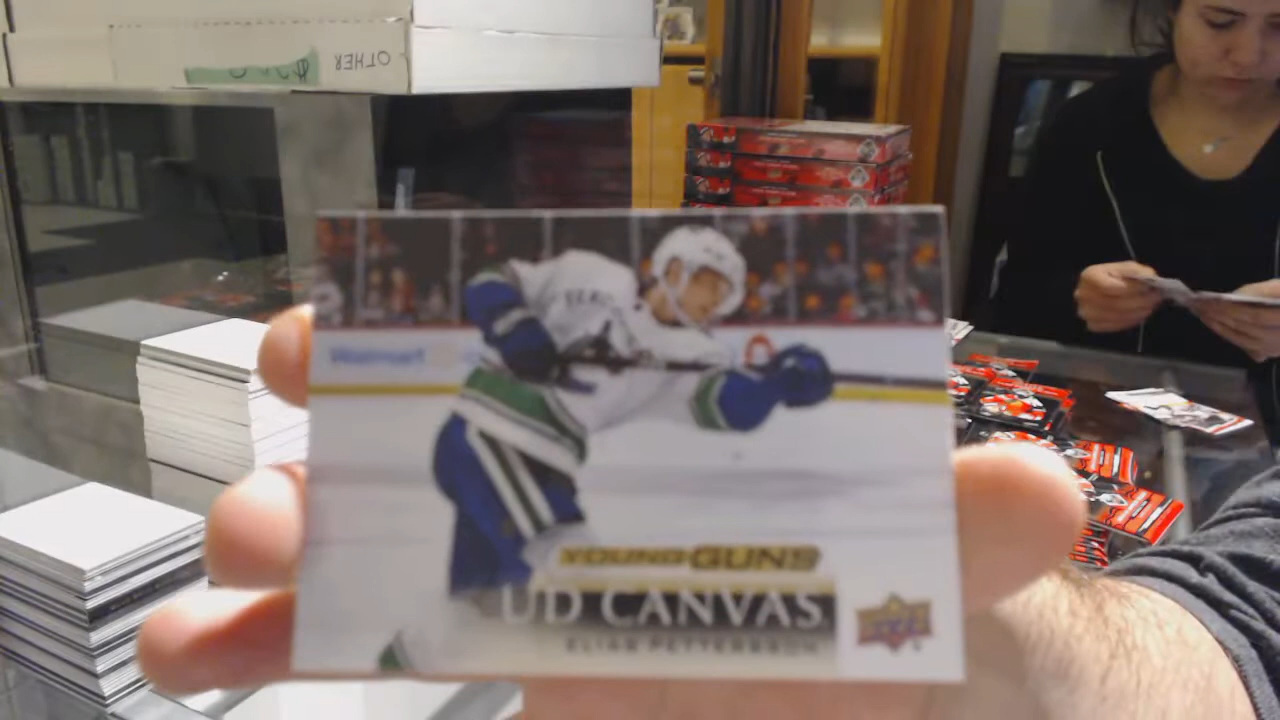 OTHER
Walmart
YOUNG GUNS
UD CANVAS
ELIAS PETTERSSON